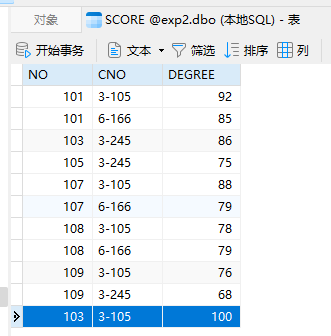 对象 SCORE @exp2.dbo (本地SQL) - 表
开始事务 文本 筛选 排序 列
NO CNO DEGREE
101 3-105 92
101 6-166 85
103 3-245 86
105 3-245 75
107 3-105 88
107 6-166 79
108 3-105 78
108 6-166 79
109 3-105 76
109 3-245 68
103 3-105 100